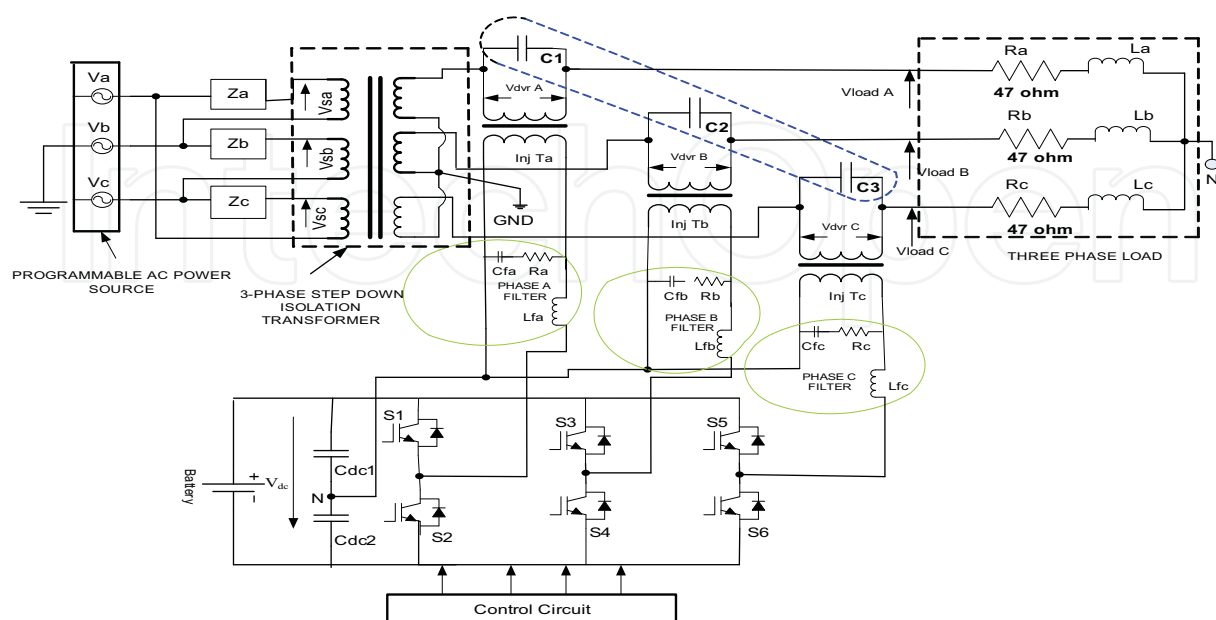 Va
Vb
Vc
Za
Zb
Zc
Vsa
Vsb
Vsc
PROGRAMMABLE AC POWER
SOURCE
3-PHASE STEP DOWN
ISOLATION
TRANSFORMER
GND
C1
Vdvr A
Inj Ta
C2
Vdvr B
Inj Tb
C3
Vdvr C
Inj Tc
Vload A
Vload B
Vload C
Ra
47 ohm
La
Rb
47 ohm
Lb
Rc
47 ohm
Lc
N
THREE PHASE LOAD
Cfa
Ra
PHASE A
FILTER
Lfa
Cfb
Rb
PHASE B
FILTER
Lfb
Cfc
Rc
PHASE C
FILTER
Lfc
Battery
+
-
Vdc
Cdc1
N
Cdc2
S1
S2
S3
S4
S5
S6
Control Circuit
IntechOpen